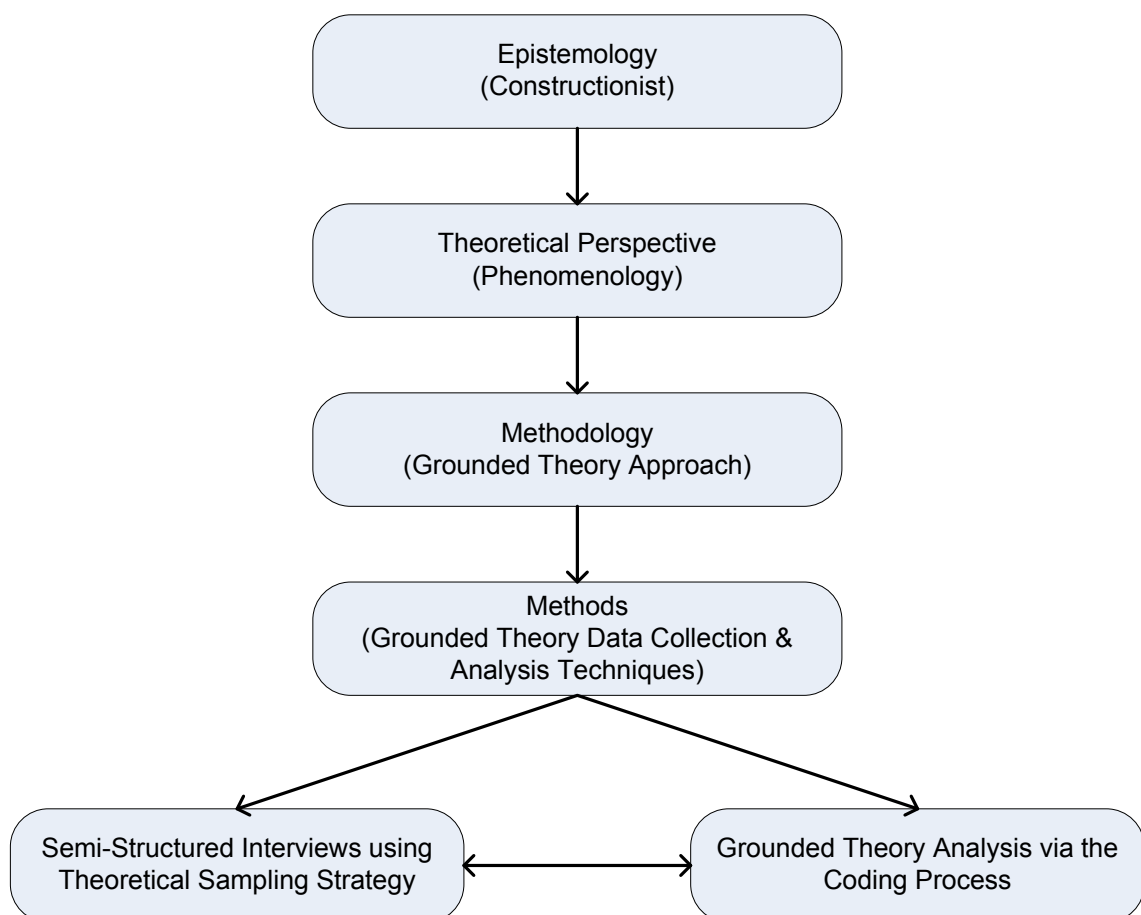 Epistemology
(Constructionist)
Theoretical Perspective
(Phenomenology)
Methodology
(Grounded Theory Approach)
Methods
(Grounded Theory Data Collection &
Analysis Techniques)
Semi-Structured Interviews using
Theoretical Sampling Strategy
Grounded Theory Analysis via the
Coding Process